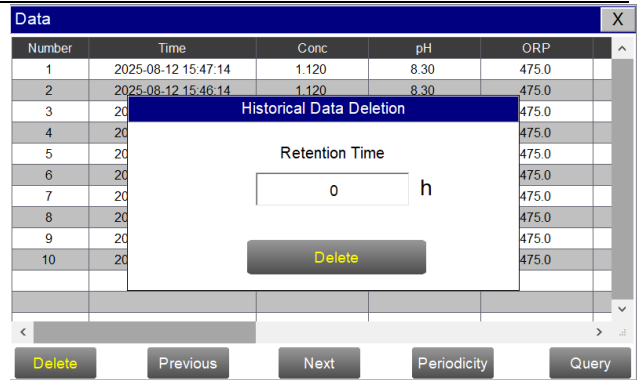 Data X
Number Time Conc pH ORP
1 2025-08-12 15:47:14 1.120 8.30 475.0
2 2025-08-12 15:46:14 1.120 8.30 475.0
Historical Data Deletion
3 20 475.0
4 20 475.0
5 20 Retention Time 475.0
6 20 475.0
7 20 0 h 475.0
8 20 475.0
9 20 475.0
10 20 Delete 475.0
Delete Previous Next Periodicity Query